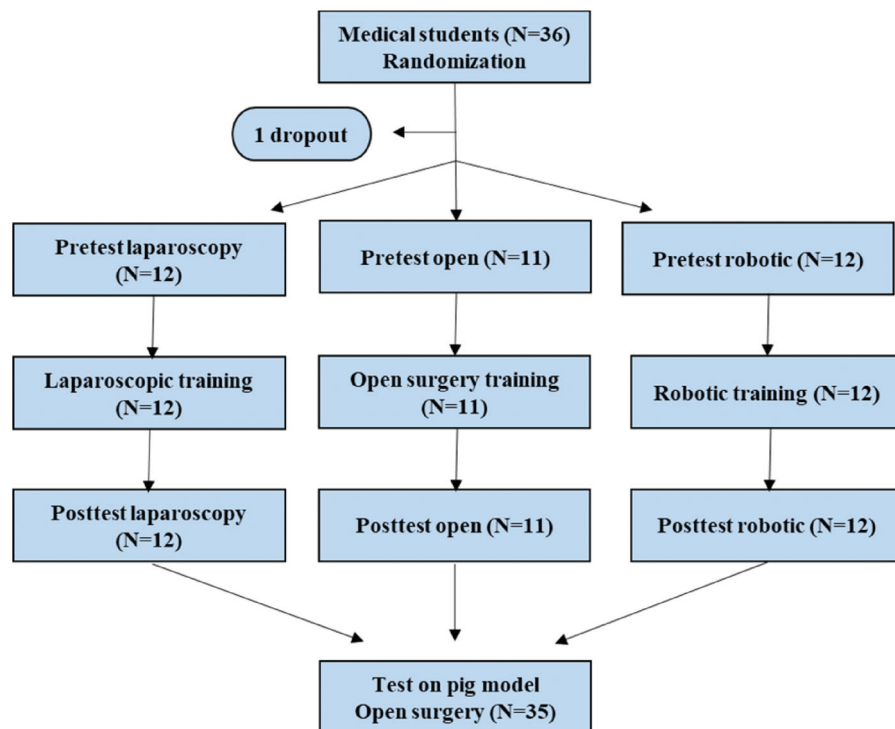 Medical students (N=36)
Randomization
1 dropout
Pretest laparoscopy
(N=12)
Pretest open (N=11)
Pretest robotic (N=12)
Laparoscopic training
(N=12)
Open surgery training
(N=11)
Robotic training (N=12)
Posttest laparoscopy
(N=12)
Posttest open (N=11)
Posttest robotic (N=12)
Test on pig model
Open surgery (N=35)